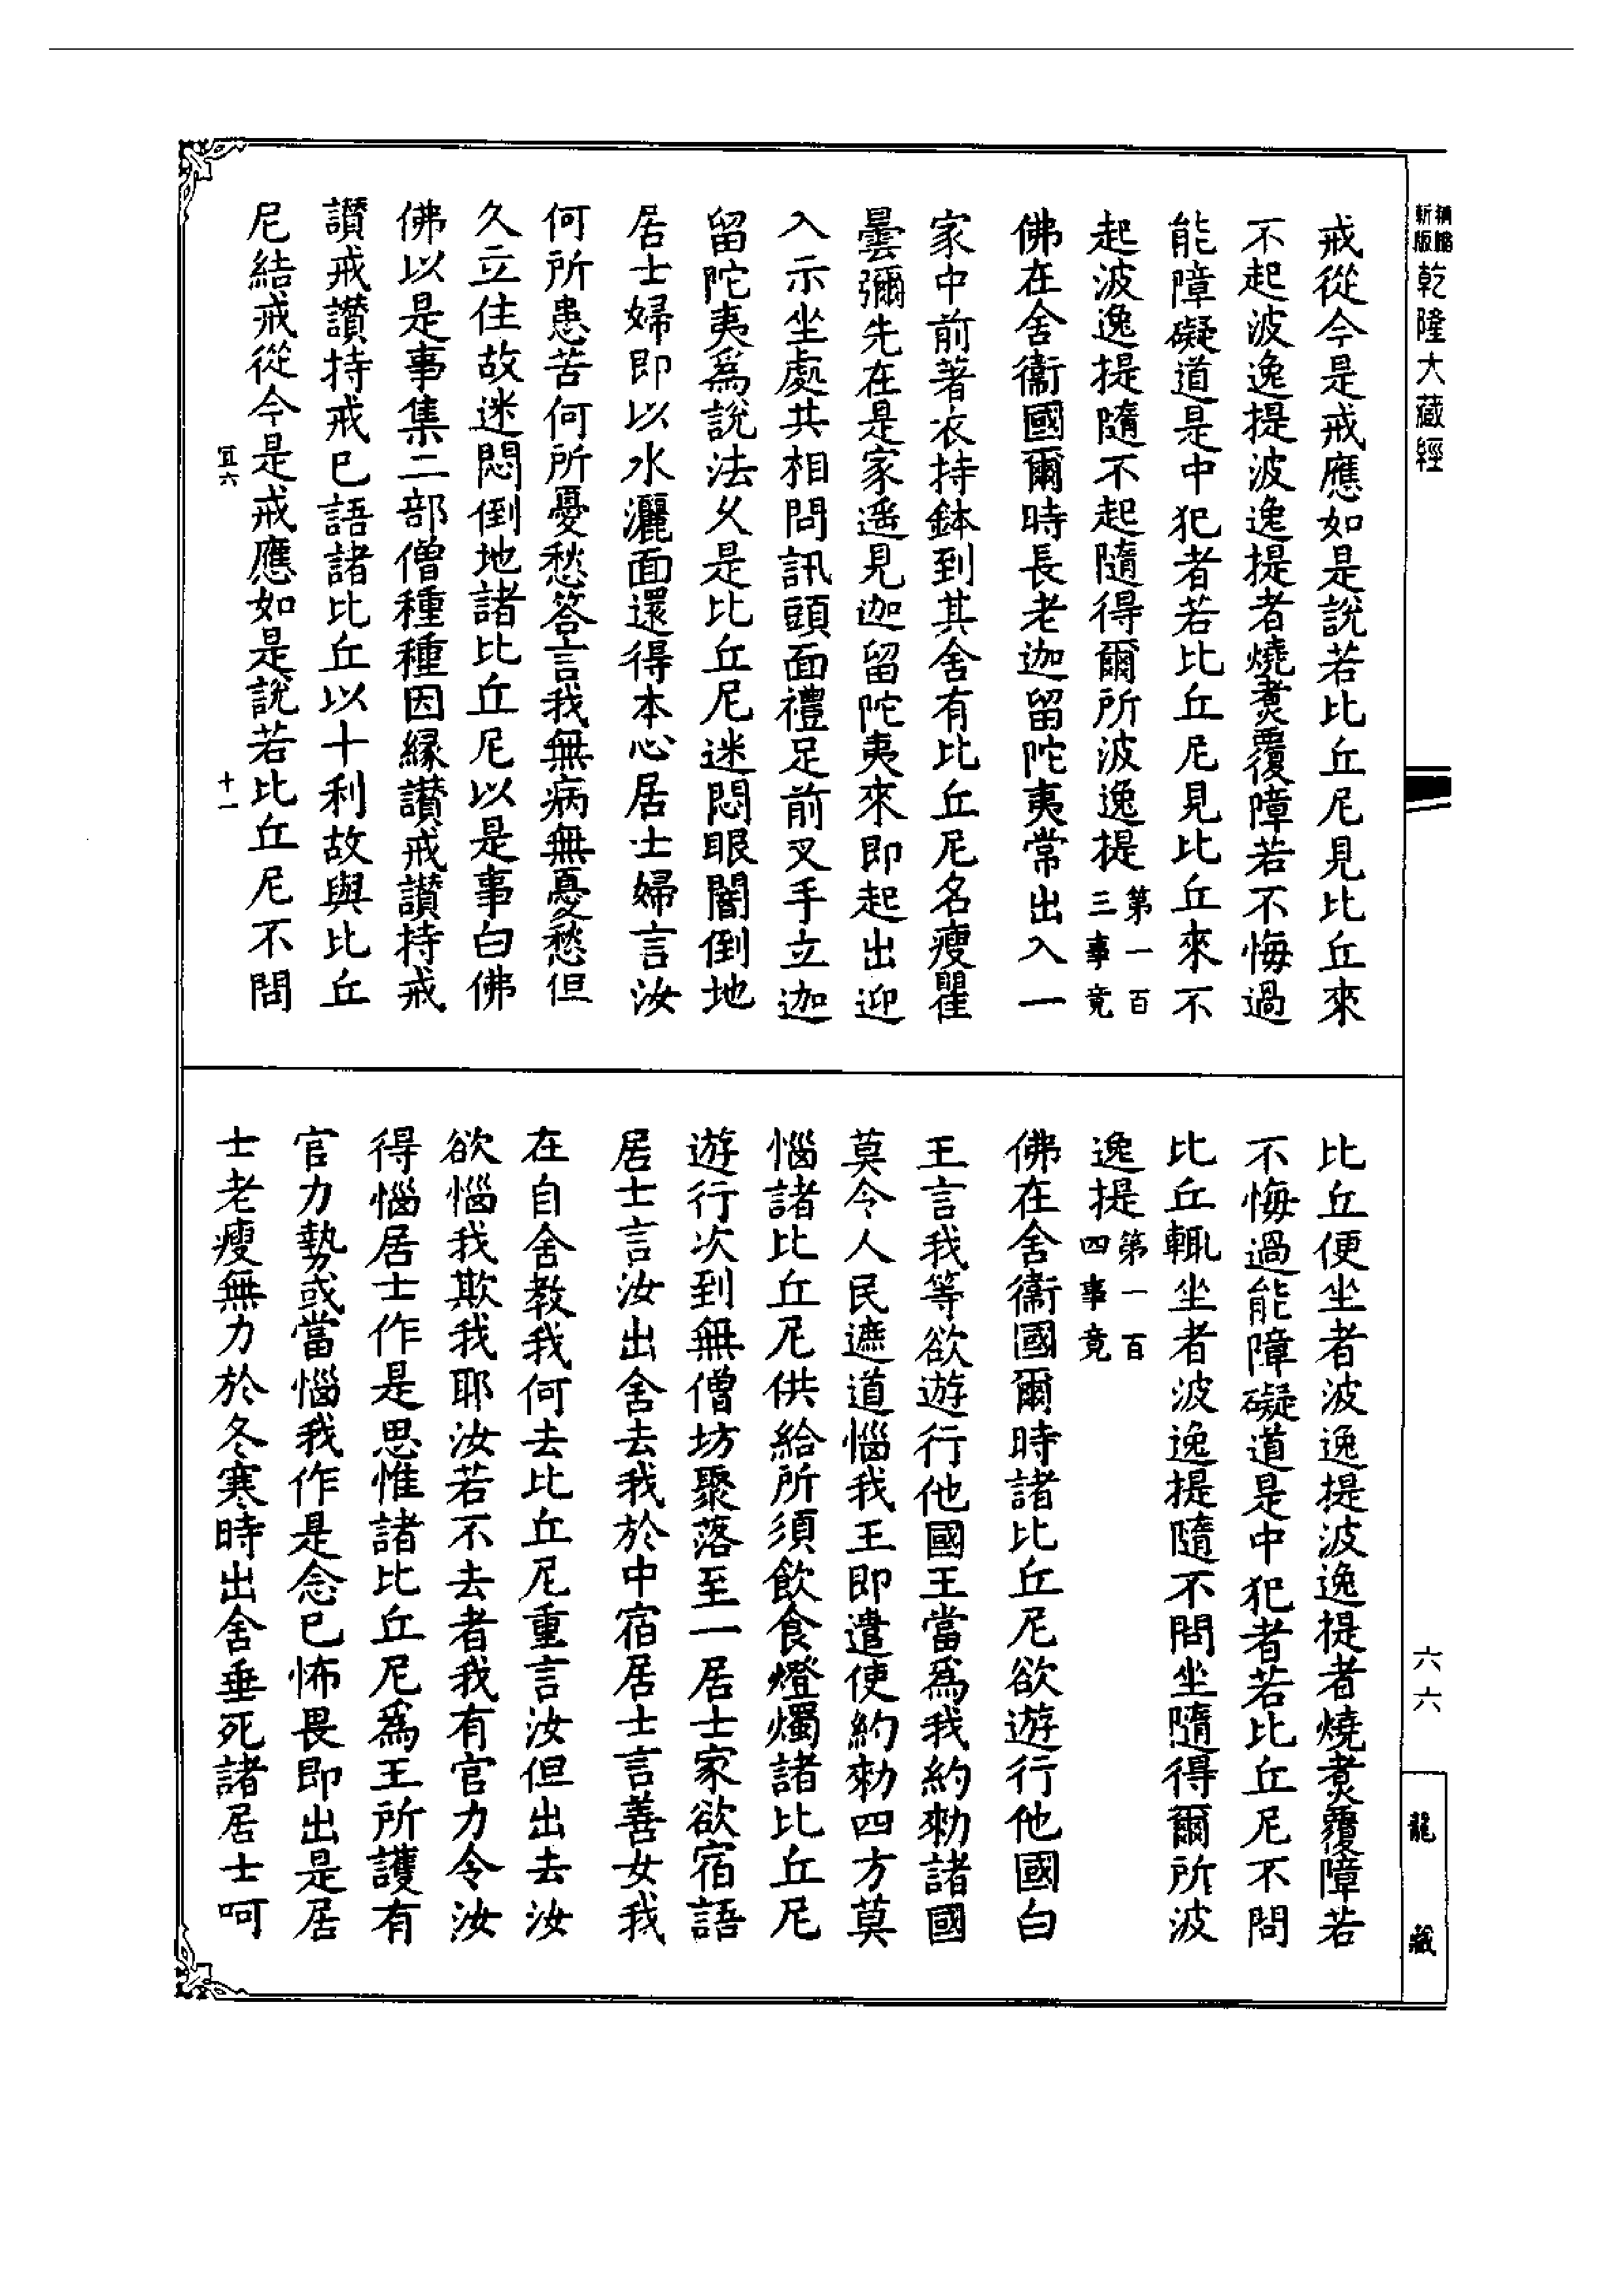 乾隆大藏經
戒從今是戒應如是說若比丘尼見比丘來
不起波逸提波逸提者燒煑覆障若不悔過
能障礙道是中犯者若比丘尼見比丘來不
起波逸提隨不起隨得爾所波逸提第一百三事竟
佛在舍衞國爾時長老迦留陀夷常出入一
家中前著衣持鉢到其舍有比丘尼名瘦瞿
曇彌先在是家遥見迦留陀夷來即起出迎
入示坐處共相問訊頭面禮足前叉手立迦
留陀夷爲說法久是比丘尼迷悶眼闇倒地
居士婦即以水灑面還得本心居士婦言汝
何所患苦何所憂愁答言我無病無憂愁但
久立住故迷悶倒地諸比丘尼以是事白佛
佛以是事集二部僧種種因緣讃戒讃持戒
讃戒讃持戒已語諸比丘以十利故與比丘
尼結戒從今是戒應如是說若比丘尼不問
宜六 十一
比丘便坐者波逸提波逸提者燒煑覆障若
不悔過能障礙道是中犯者若比丘尼不問
比丘輒坐者波逸提隨不問坐隨得爾所波
逸提第一百四事竟
佛在舍衞國爾時諸比丘尼欲遊行他國白
王言我等欲遊行他國王當爲我約勑諸國
莫令人民遮道惱我王即遣使約勑四方莫
惱諸比丘尼供給所須飲食燈燭諸比丘尼
遊行次到無僧坊聚落至一居士家欲宿語
居士言汝出舍去我於中宿居士言善女我
在自舍教我何去比丘尼重言汝但出去汝
欲惱我欺我耶汝若不去者我有官力令汝
得惱居士作是思惟諸比丘尼爲王所護有
官力勢或當惱我作是念已怖畏即出是居
士老瘦無力於冬寒時出舍垂死諸居士呵
六六
龍藏